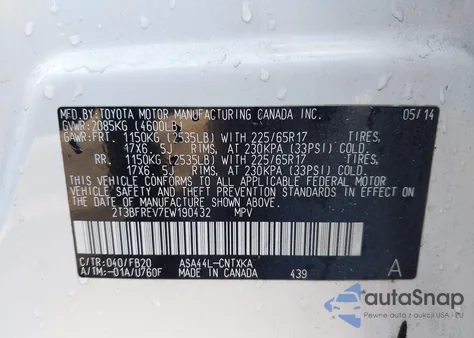 MFD.BY:TOYOTA MOTOR MANUFACTURING CANADA INC. 05/14
GVWR:2085KG (4600LB)
GAWR:FRT. 1150KG (2535LB) WITH 225/65R17 TIRES,
17X6. 5J RIMS, AT 230KPA (33PSI) COLD.
RR. 1150KG (2535LB) WITH 225/65R17 TIRES,
17X6. 5J RIMS, AT 230KPA (33PSI) COLD.
THIS VEHICLE CONFORMS TO ALL APPLICABLE FEDERAL MOTOR
VEHICLE SAFETY AND THEFT PREVENTION STANDARDS IN EFFECT
ON THE DATE OF MANUFACTURE SHOWN ABOVE.
2T3BFREV7EW190432 MPV
C/TR:040/FB20 ASA44L-CNTXKA
A/TM:-01A/U760F MADE IN CANADA 439 A
autoSnap
Pewne auta z aukcji USA